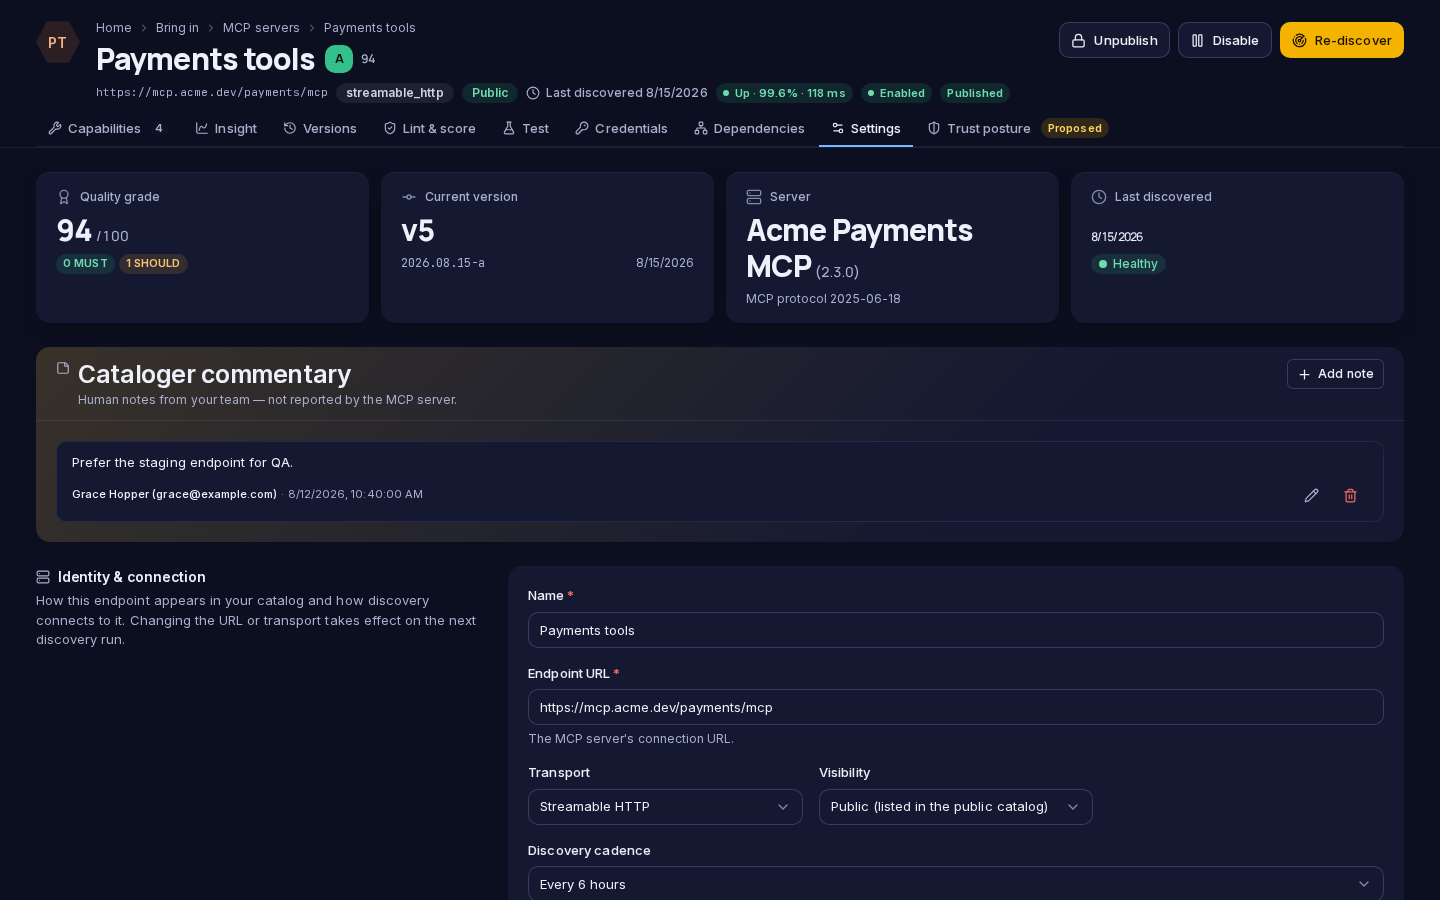 PT
Home > Bring in > MCP servers > Payments tools
Payments tools A 94
https://mcp.acme.dev/payments/mcp streamable_http Public Last discovered 8/15/2026 Up · 99.6% · 118 ms Enabled Published
Unpublish Disable Re-discover
Capabilities 4 Insight Versions Lint & score Test Credentials Dependencies Settings Trust posture Proposed
Quality grade
94 /100
0 MUST 1 SHOULD
Current version
v5
2026.08.15-a 8/15/2026
Server
Acme Payments
MCP (2.3.0)
MCP protocol 2025-06-18
Last discovered
8/15/2026
Healthy
Cataloger commentary
Human notes from your team — not reported by the MCP server.
Add note
Prefer the staging endpoint for QA.
Grace Hopper (grace@example.com) · 8/12/2026, 10:40:00 AM
Identity & connection
How this endpoint appears in your catalog and how discovery
connects to it. Changing the URL or transport takes effect on the next
discovery run.
Name *
Payments tools
Endpoint URL *
https://mcp.acme.dev/payments/mcp
The MCP server's connection URL.
Transport Visibility
Streamable HTTP Public (listed in the public catalog)
Discovery cadence
Every 6 hours